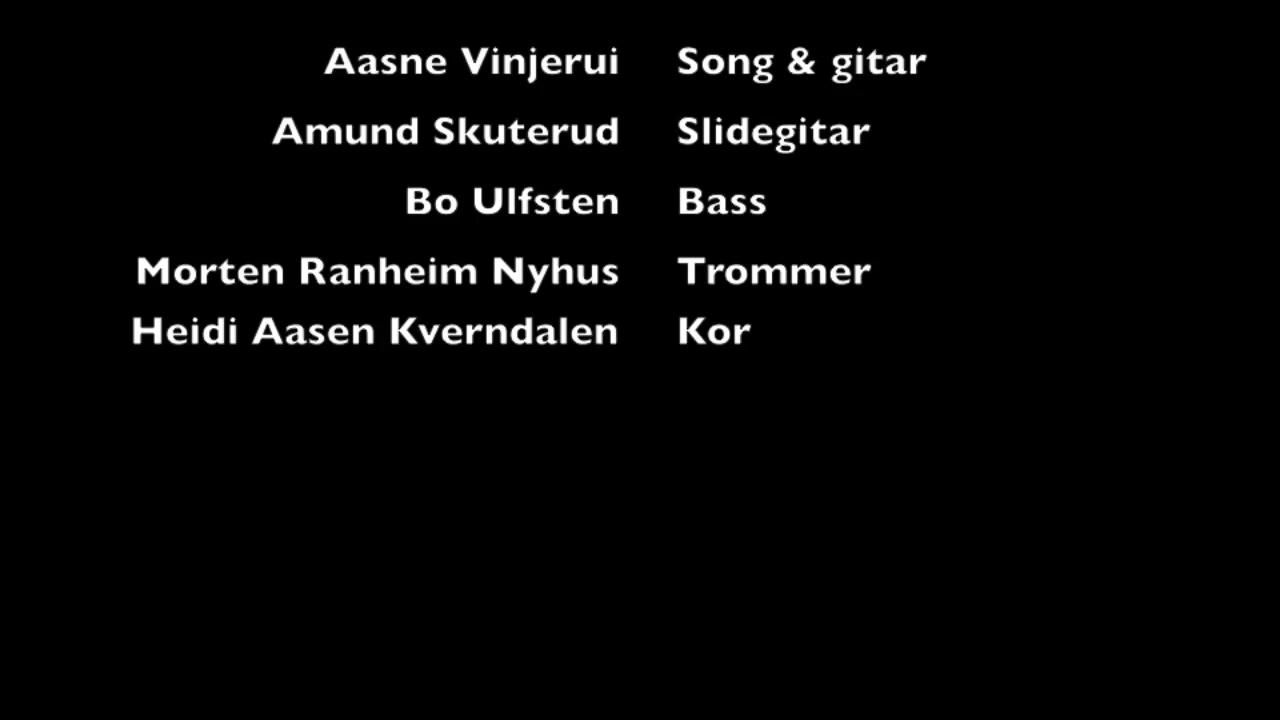 Aasne Vinjerui Song & gitar
Amund Skuterud Slidegitar
Bo Ulfsten Bass
Morten Ranheim Nyhus Trommer
Heidi Aasen Kverndalen Kor